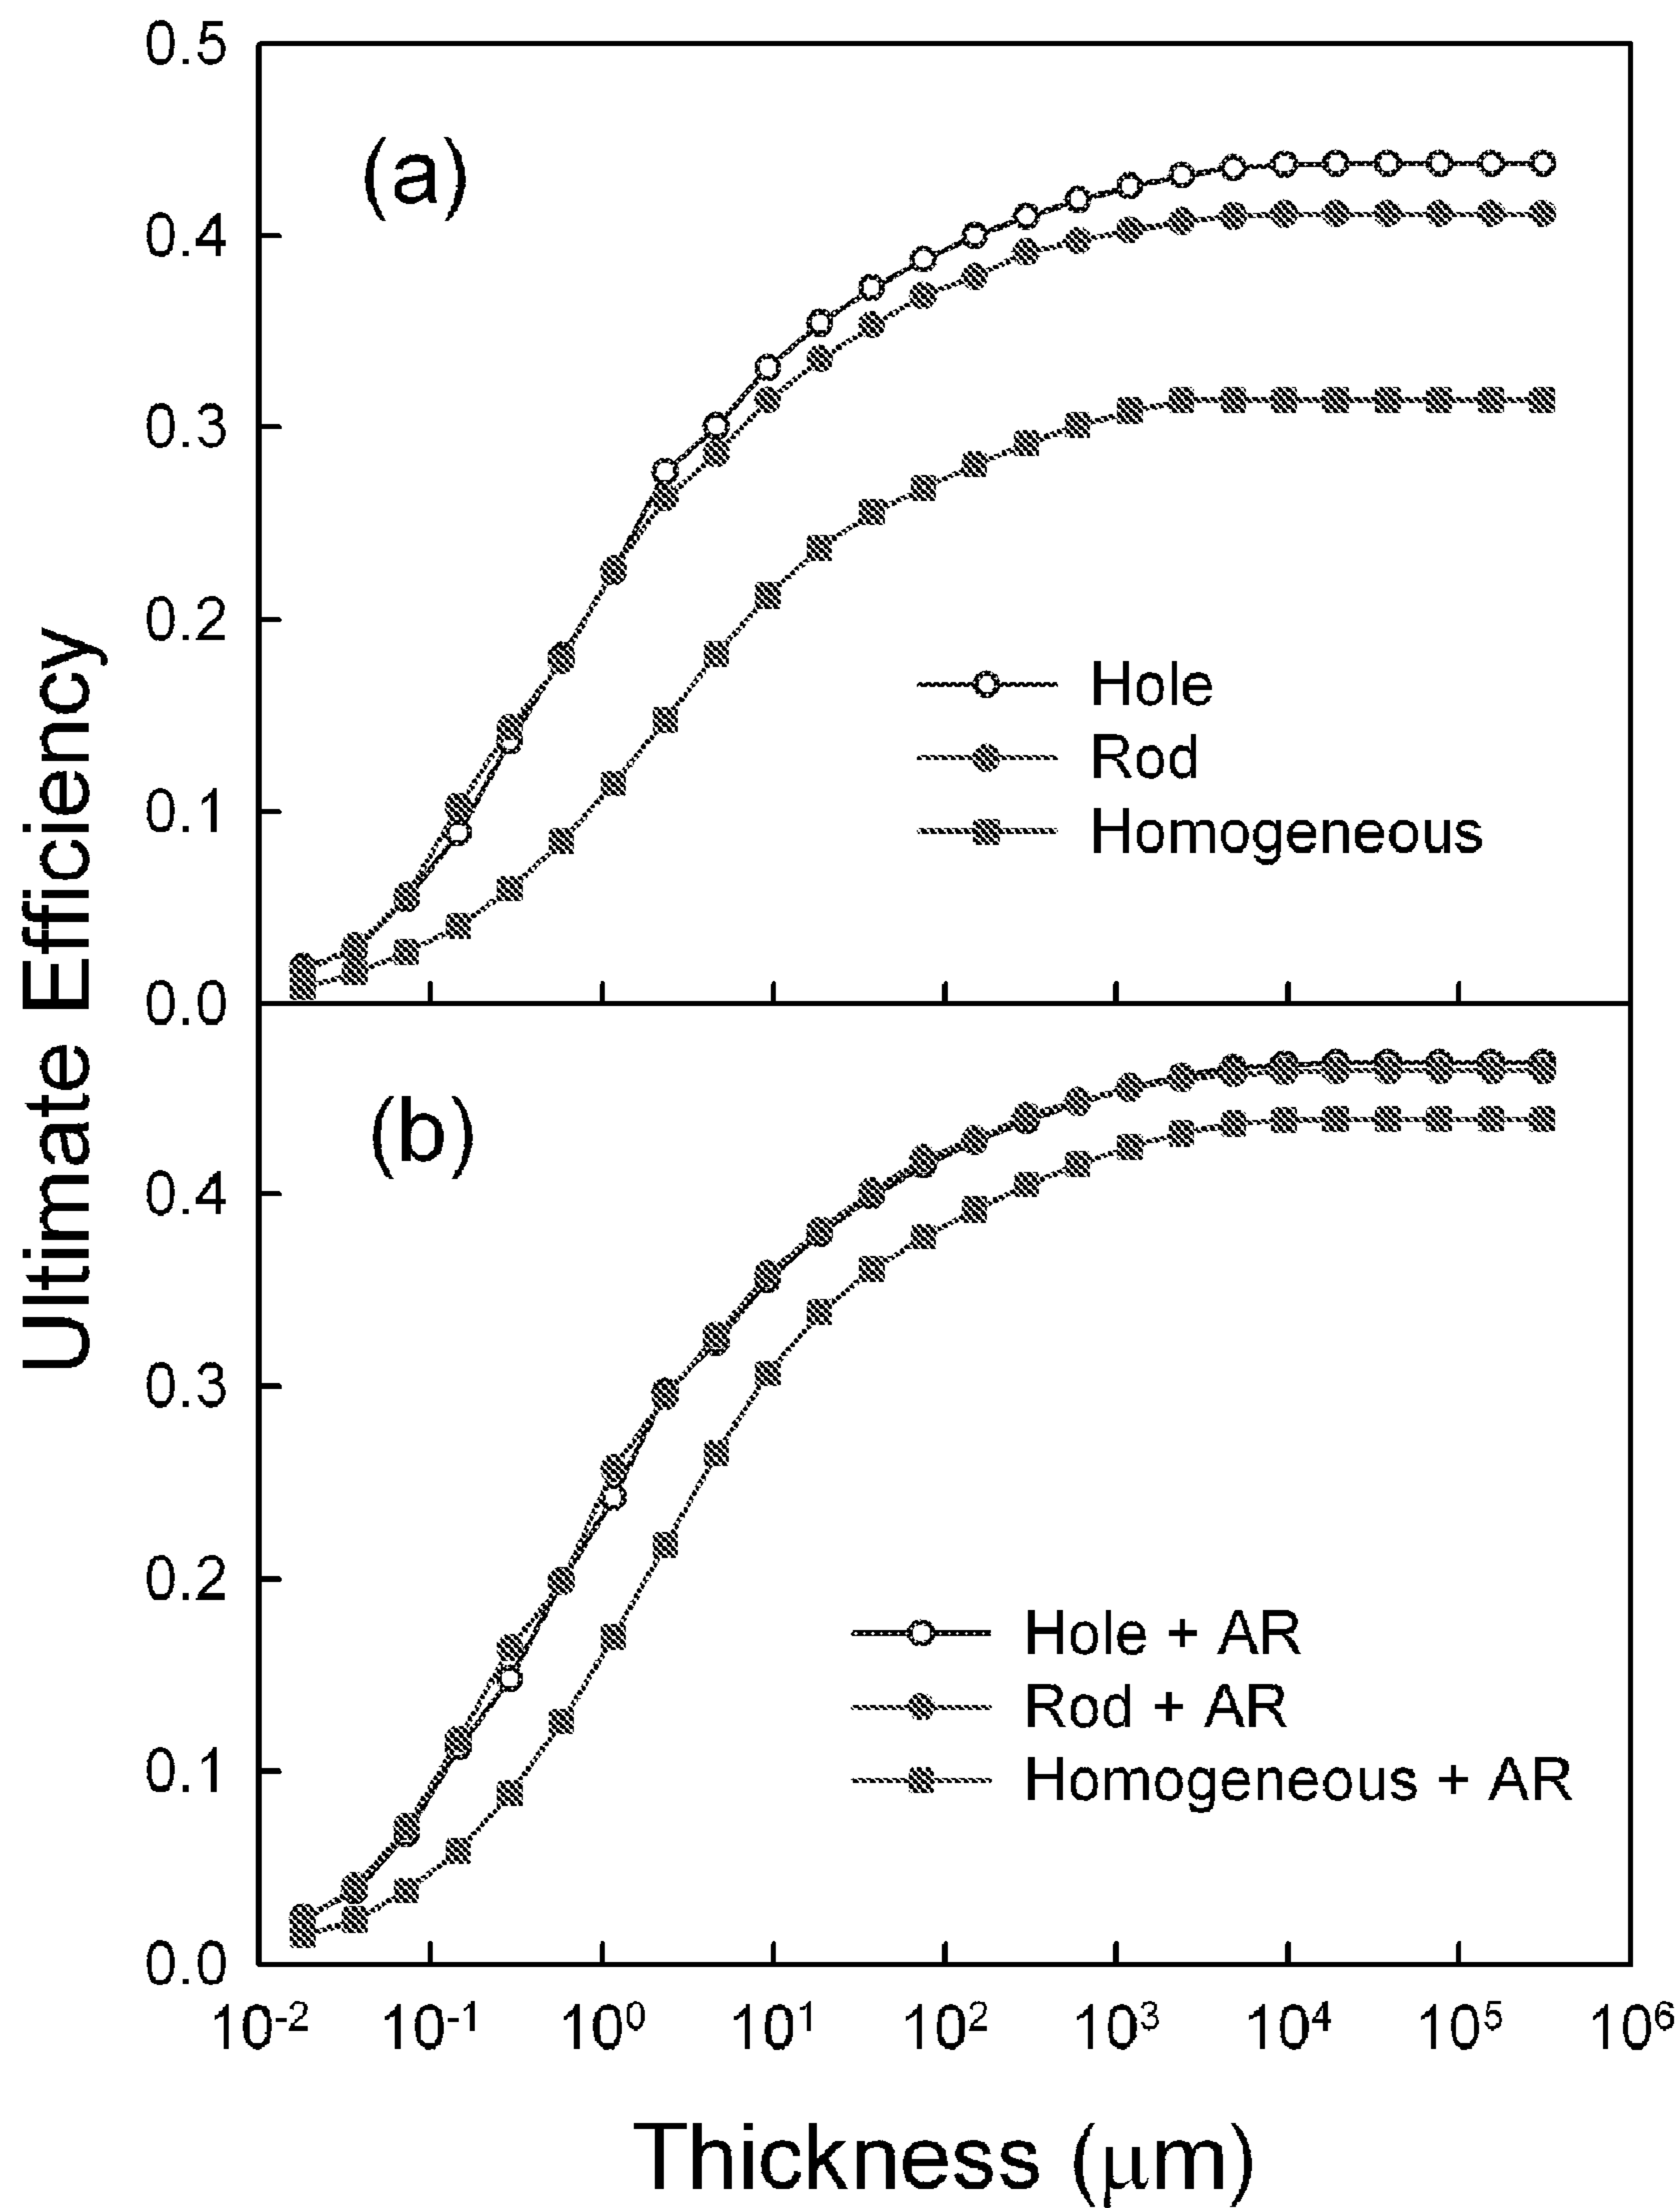 Ultimate Efficiency
0.5
(a)
0.4
0.3
0.2
Hole
Rod
0.1
Homogeneous
0.0
(b)
0.4
0.3
0.2
Hole + AR
Rod + AR
0.1
Homogeneous + AR
0.0
10⁻² 10⁻¹ 10⁰ 10¹ 10² 10³ 10⁴ 10⁵ 10⁶
Thickness (μm)